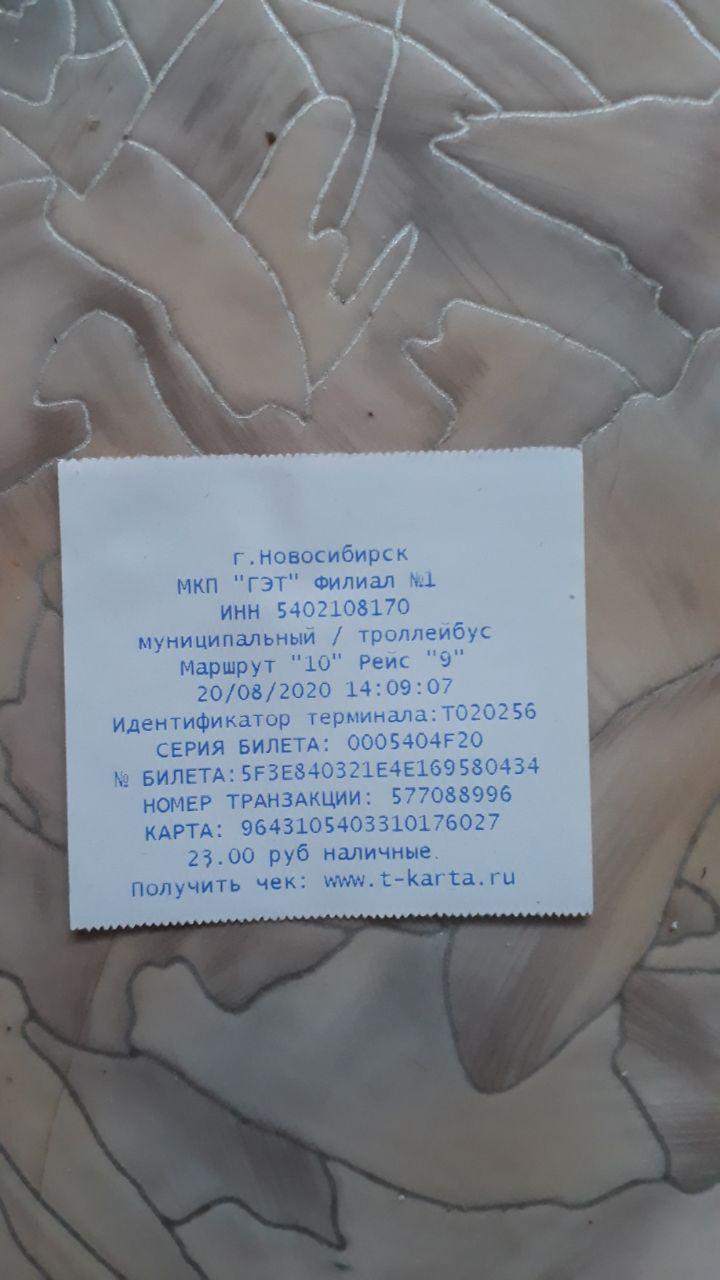 г.Новосибирск
МКП "ГЭТ" Филиал №1
ИНН 5402108170
муниципальный / троллейбус
Маршрут "10" Рейс "9"
20/08/2020 14:09:07
Идентификатор терминала:Т020256
СЕРИЯ БИЛЕТА: 0005404F20
№ БИЛЕТА:5F3E840321E4E169580434
НОМЕР ТРАНЗАКЦИИ: 577088996
КАРТА: 9643105403310176027
23.00 руб наличные.
Получить чек: www.t-karta.ru